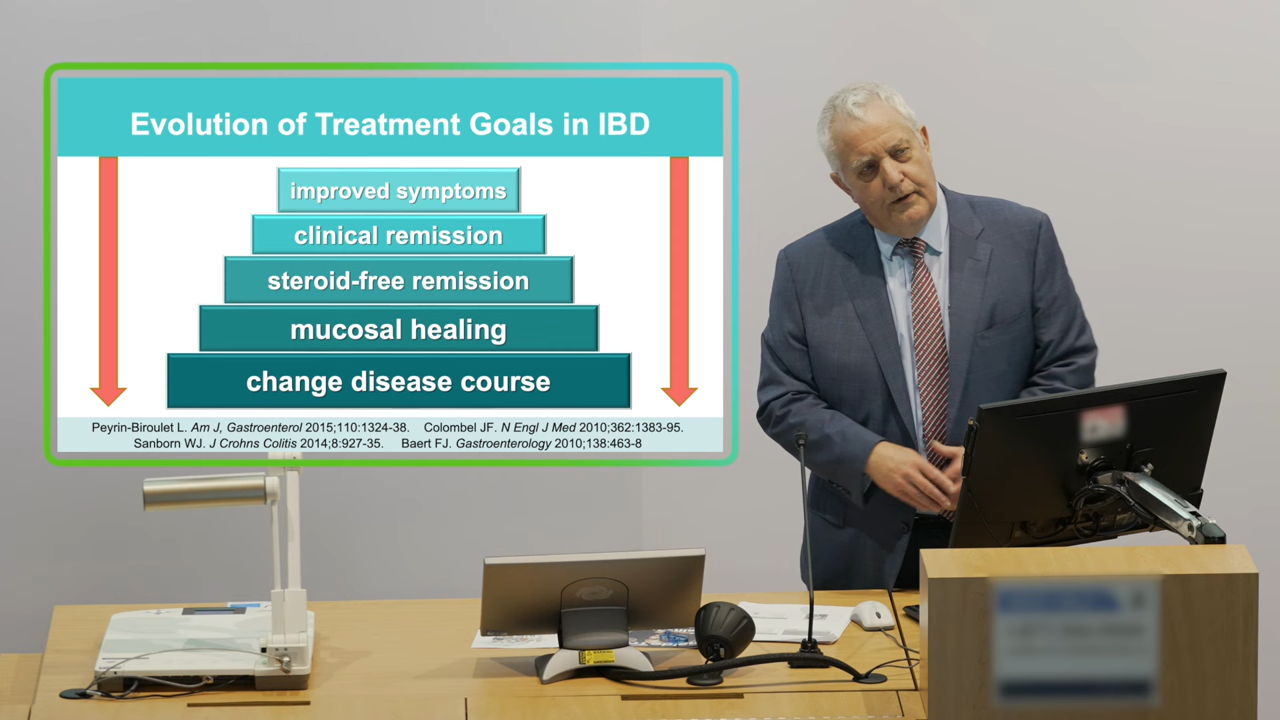 Evolution of Treatment Goals in IBD
improved symptoms
clinical remission
steroid-free remission
mucosal healing
change disease course
Peyrin-Biroulet L. Am J, Gastroenterol 2015;110:1324-38. Colombel JF. N Engl J Med 2010;362:1383-95.
Sanborn WJ. J Crohns Colitis 2014;8:927-35. Baert FJ. Gastroenterology 2010;138:463-8